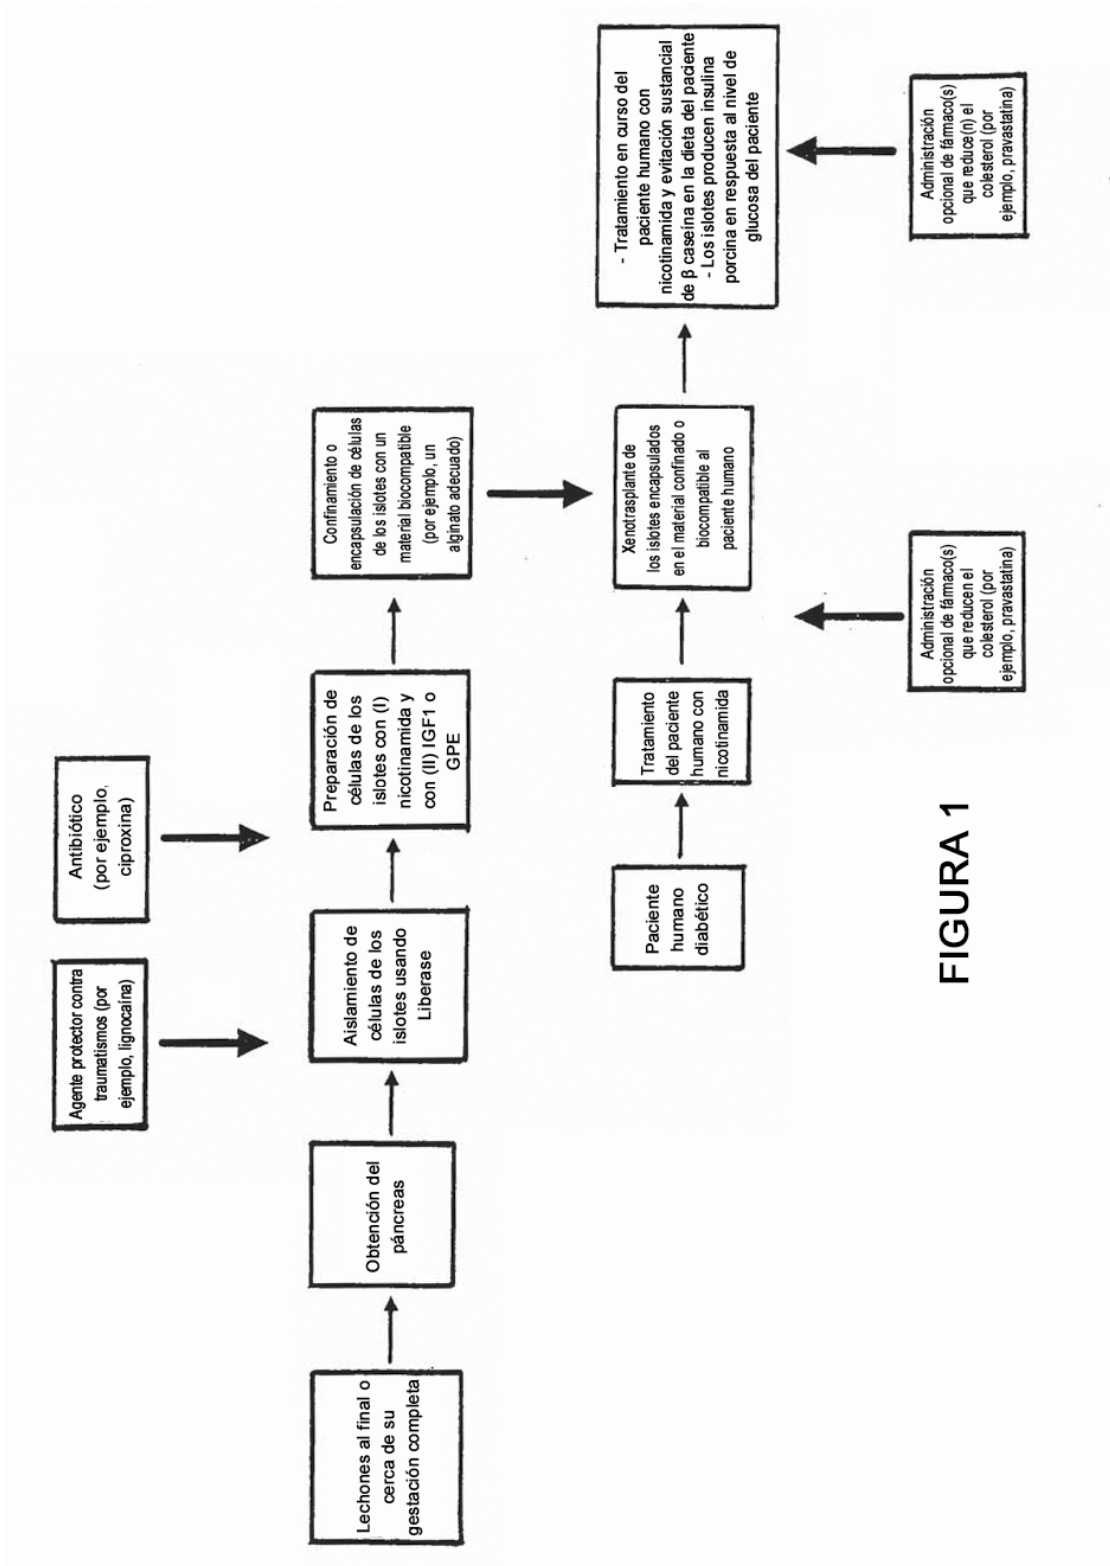 Agente protector contra
traumatismos (por
ejemplo, lignocaína)
Antibiótico
(por ejemplo,
ciproxina)
Lechones al final o
cerca de su
gestación completa
Obtención del
páncreas
Aislamiento de
células de los
islotes usando
Liberase
Preparación de
células de los
islotes con (I)
nicotinamida y
con (II) IGF1 o
GPE
Confinamiento o
encapsulación de células
de los islotes con un
material biocompatible
(por ejemplo, un
alginato adecuado)
Paciente
humano
diabético
Tratamiento
del paciente
humano con
nicotinamida
Xenotrasplante de
los islotes encapsulados
en el material confinado o
biocompatible al
paciente humano
- Tratamiento en curso del
paciente humano con
nicotinamida y evitación sustancial
de β caseína en la dieta del paciente
- Los islotes producen insulina
porcina en respuesta al nivel de
glucosa del paciente
Administración
opcional de fármaco(s)
que reducen el
colesterol (por
ejemplo, pravastatina)
Administración
opcional de fármaco(s)
que reduce(n) el
colesterol (por
ejemplo, pravastatina)
FIGURA 1